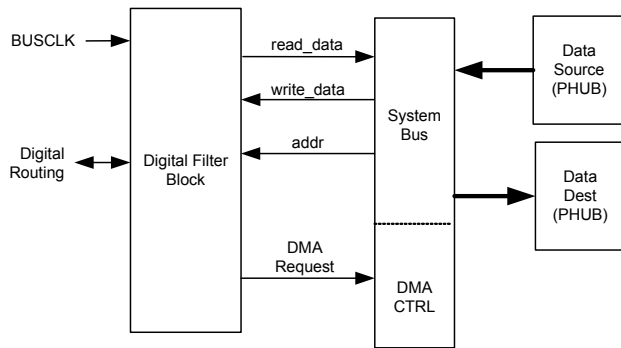 BUSCLK
Digital
Routing
Digital Filter
Block
read_data
write_data
addr
DMA
Request
System
Bus
DMA
CTRL
Data
Source
(PHUB)
Data
Dest
(PHUB)